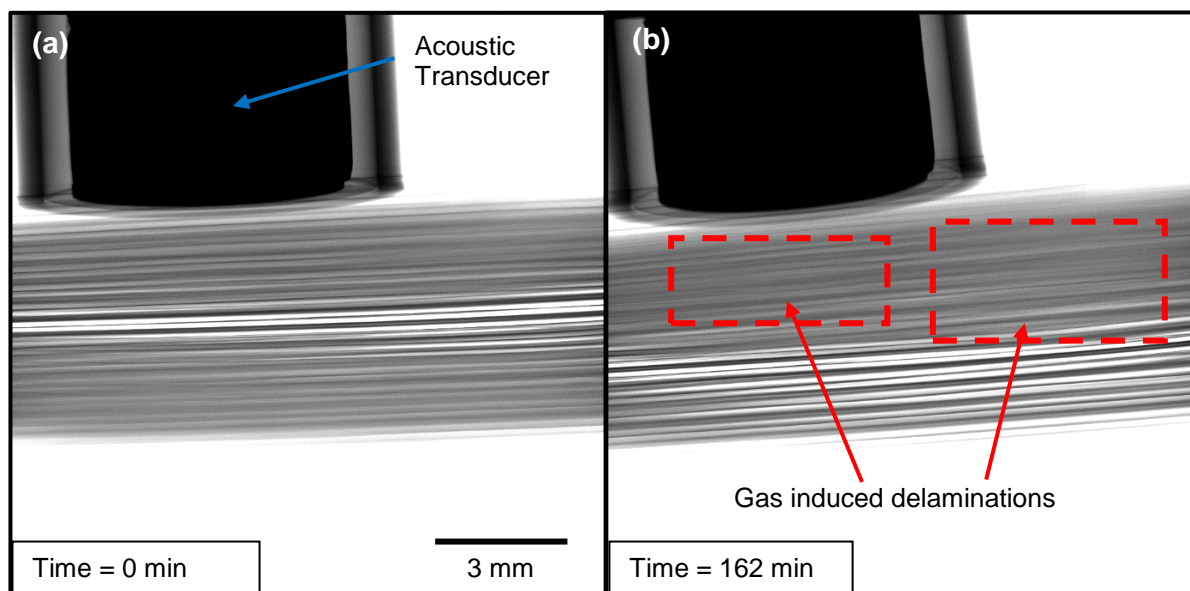 (a)
Acoustic
Transducer
Time = 0 min
3 mm
(b)
Gas induced delaminations
Time = 162 min